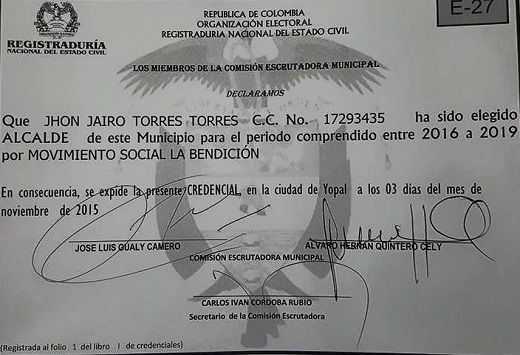 E-27
REPUBLICA DE COLOMBIA
ORGANIZACIÓN ELECTORAL
REGISTRADURIA NACIONAL DEL ESTADO CIVIL
REGISTRADURÍA
NACIONAL DEL ESTADO CIVIL
LOS MIEMBROS DE LA COMISIÓN ESCRUTADORA MUNICIPAL
DECLARAMOS
Que JHON JAIRO TORRES TORRES C.C. No. 17293435 ha sido elegido
ALCALDE de este Municipio para el periodo comprendido entre 2016 a 2019
por MOVIMIENTO SOCIAL LA BENDICIÓN
En consecuencia, se expide la presente CREDENCIAL, en la ciudad de Yopal a los 03 días del mes de
noviembre de 2015
JOSE LUIS GUALY CAMERO ALVARO HERNAN QUINTERO CELY
COMISIÓN ESCRUTADORA MUNICIPAL
CARLOS IVAN CORDOBA RUBIO
Secretario de la Comisión Escrutadora
(Registrada al folio 1 del libro I de credenciales)